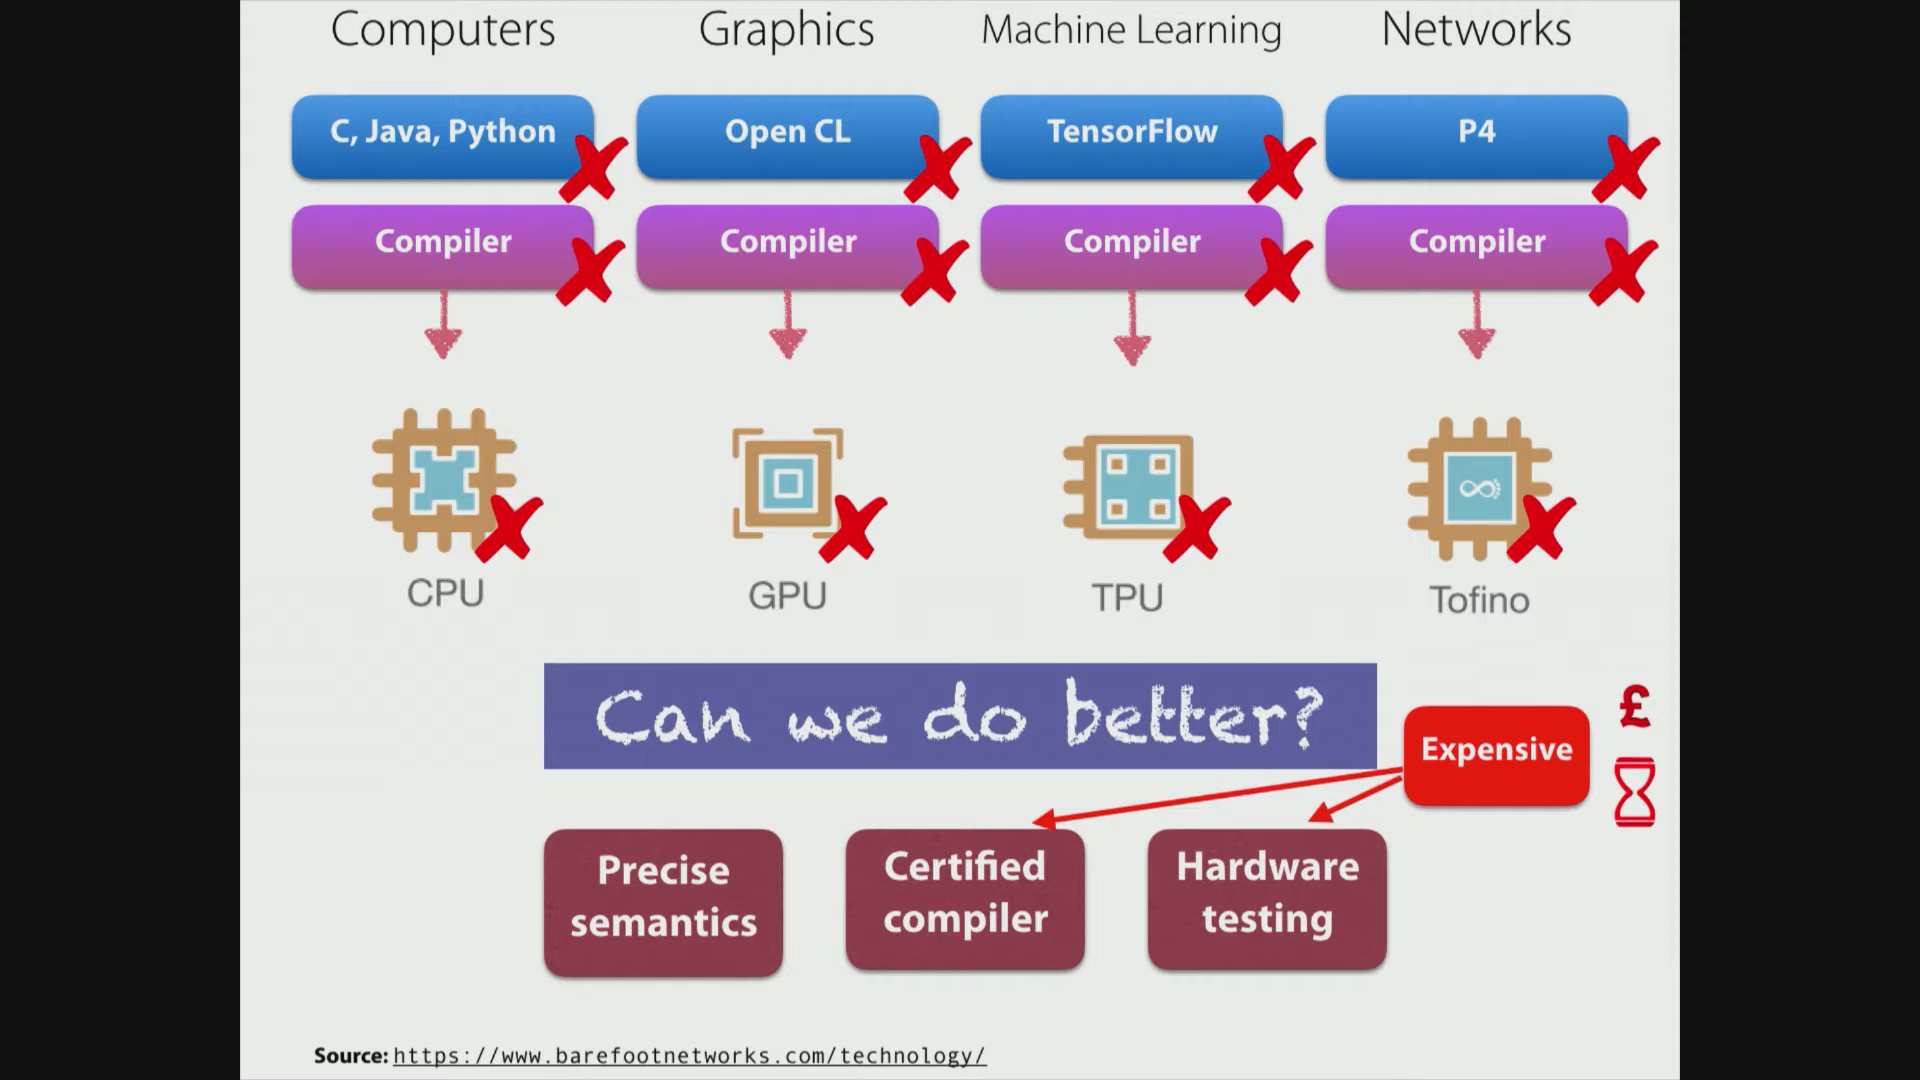 Computers
Graphics
Machine Learning
Networks
C, Java, Python
Open CL
TensorFlow
P4
Compiler
Compiler
Compiler
Compiler
CPU
GPU
TPU
Tofino
Can we do better?
£
Expensive
Precise
semantics
Certified
compiler
Hardware
testing
Source: https://www.barefootnetworks.com/technology/